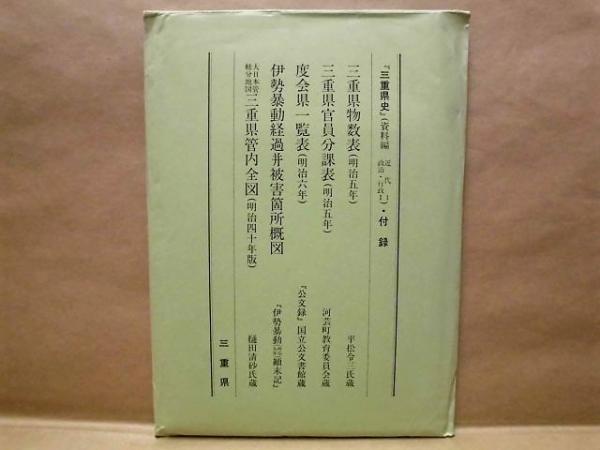 『三重県史』(資料編 近代1 政治・行政Ⅰ)・付録
三重県物数表(明治五年) 平松令三氏蔵
三重県官員分課表(明治五年) 河芸町教育委員会蔵
度会県一覧表(明治六年) 『公文録』国立公文書館蔵
伊勢暴動経過并被害箇所概図 『伊勢暴動顛末記』
大日本管轄分地図 三重県管内全図(明治四十年版) 樋田清砂氏蔵
三重県